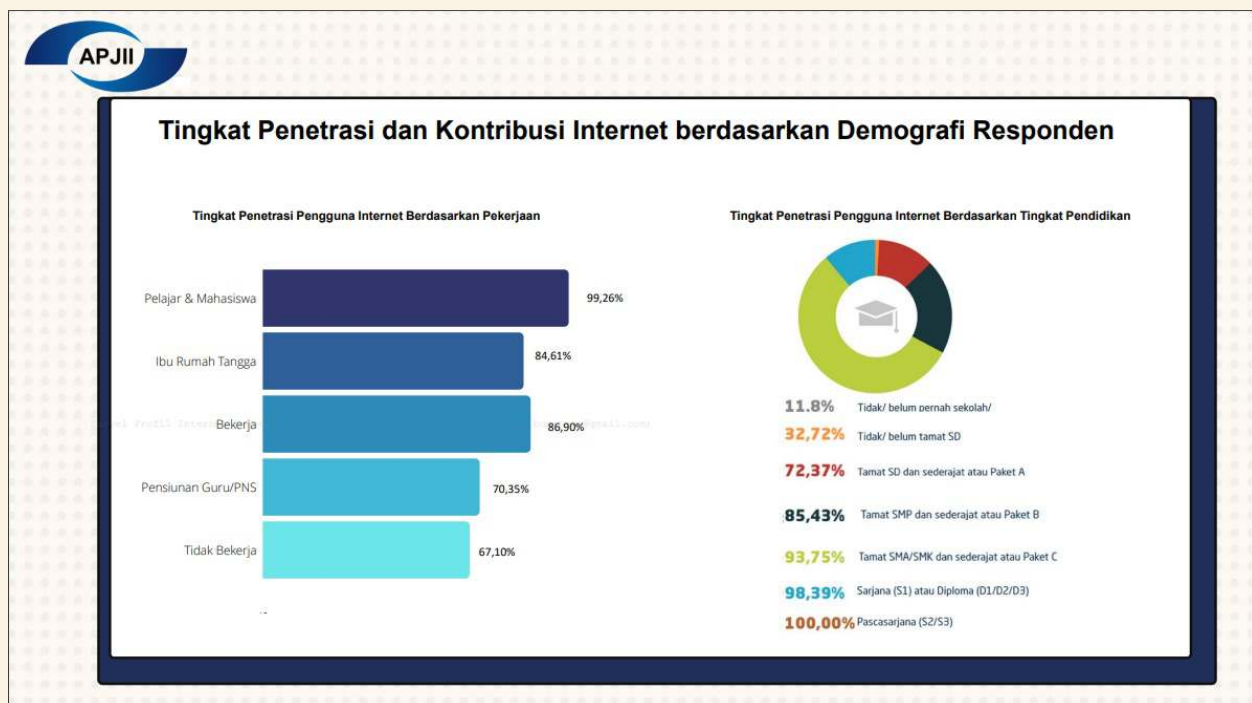 APJII
Tingkat Penetrasi dan Kontribusi Internet berdasarkan Demografi Responden
Tingkat Penetrasi Pengguna Internet Berdasarkan Pekerjaan
Pelajar & Mahasiswa 99,26%
Ibu Rumah Tangga 84,61%
Bekerja 86,90%
Pensiunan Guru/PNS 70,35%
Tidak Bekerja 67,10%
Tingkat Penetrasi Pengguna Internet Berdasarkan Tingkat Pendidikan
11.8% Tidak/ belum pernah sekolah/
32,72% Tidak/ belum tamat SD
72,37% Tamat SD dan sederajat atau Paket A
85,43% Tamat SMP dan sederajat atau Paket B
93,75% Tamat SMA/SMK dan sederajat atau Paket C
98,39% Sarjana (S1) atau Diploma (D1/D2/D3)
100,00% Pascasarjana (S2/S3)